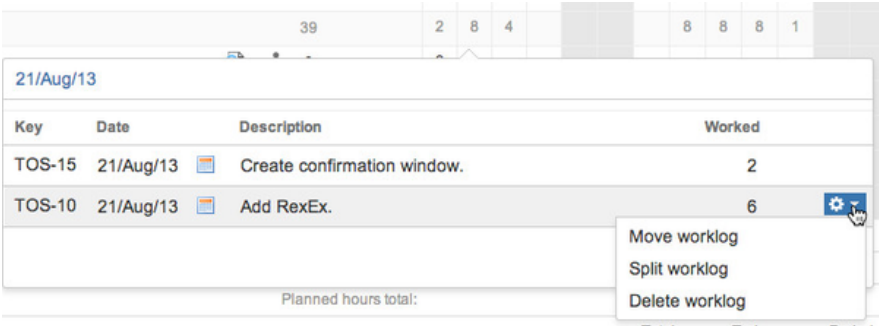 39 2 8 4 8 8 8 1
21/Aug/13
Key Date Description Worked
TOS-15 21/Aug/13 Create confirmation window. 2
TOS-10 21/Aug/13 Add RexEx. 6
Move worklog
Split worklog
Planned hours total:
Delete worklog